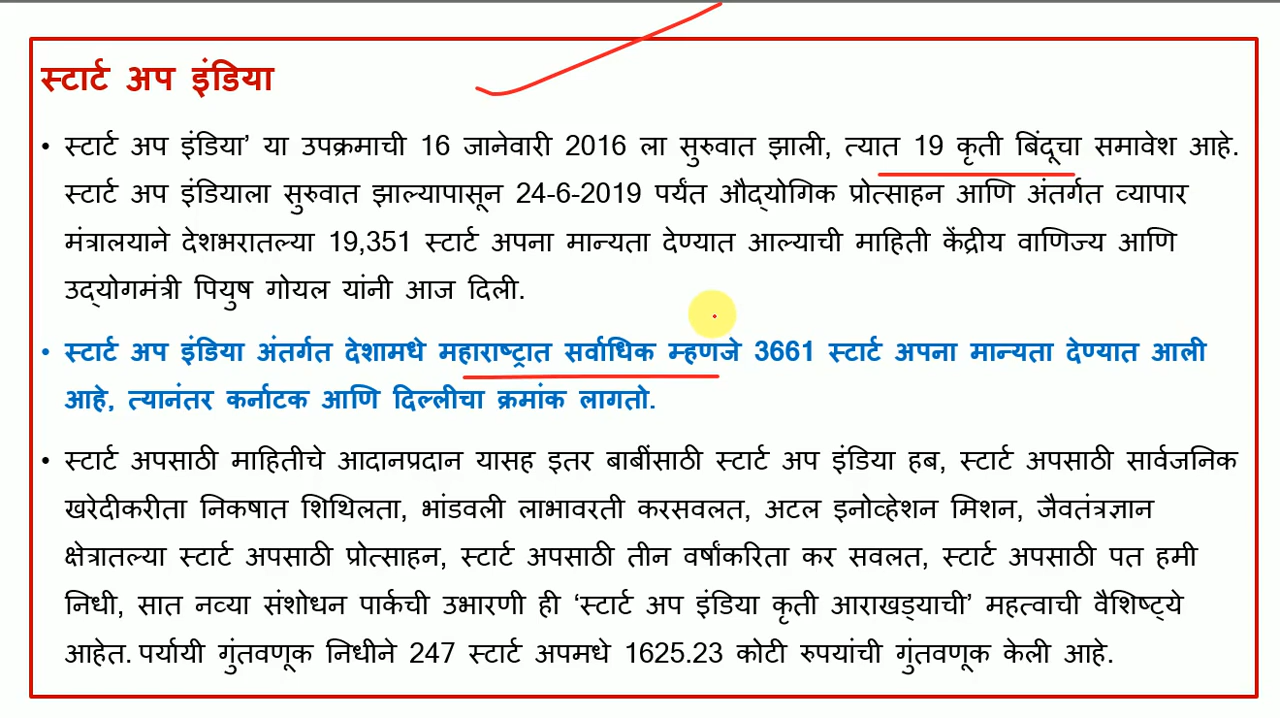 स्टार्ट अप इंडिया
• स्टार्ट अप इंडिया’ या उपक्रमाची 16 जानेवारी 2016 ला सुरुवात झाली, त्यात 19 कृती बिंदूचा समावेश आहे.
स्टार्ट अप इंडियाला सुरुवात झाल्यापासून 24-6-2019 पर्यंत औद्योगिक प्रोत्साहन आणि अंतर्गत व्यापार
मंत्रालयाने देशभरातल्या 19,351 स्टार्ट अपना मान्यता देण्यात आल्याची माहिती केंद्रीय वाणिज्य आणि
उद्योगमंत्री पियुष गोयल यांनी आज दिली.
• स्टार्ट अप इंडिया अंतर्गत देशामधे महाराष्ट्रात सर्वाधिक म्हणजे 3661 स्टार्ट अपना मान्यता देण्यात आली
आहे, त्यानंतर कर्नाटक आणि दिल्लीचा क्रमांक लागतो.
• स्टार्ट अपसाठी माहितीचे आदानप्रदान यासह इतर बाबींसाठी स्टार्ट अप इंडिया हब, स्टार्ट अपसाठी सार्वजनिक
खरेदीकरीता निकषात शिथिलता, भांडवली लाभावरती करसवलत, अटल इनोव्हेशन मिशन, जैवतंत्रज्ञान
क्षेत्रातल्या स्टार्ट अपसाठी प्रोत्साहन, स्टार्ट अपसाठी तीन वर्षांकरिता कर सवलत, स्टार्ट अपसाठी पत हमी
निधी, सात नव्या संशोधन पार्कची उभारणी ही ‘स्टार्ट अप इंडिया कृती आराखड्याची’ महत्वाची वैशिष्ट्ये
आहेत. पर्यायी गुंतवणूक निधीने 247 स्टार्ट अपमधे 1625.23 कोटी रुपयांची गुंतवणूक केली आहे.